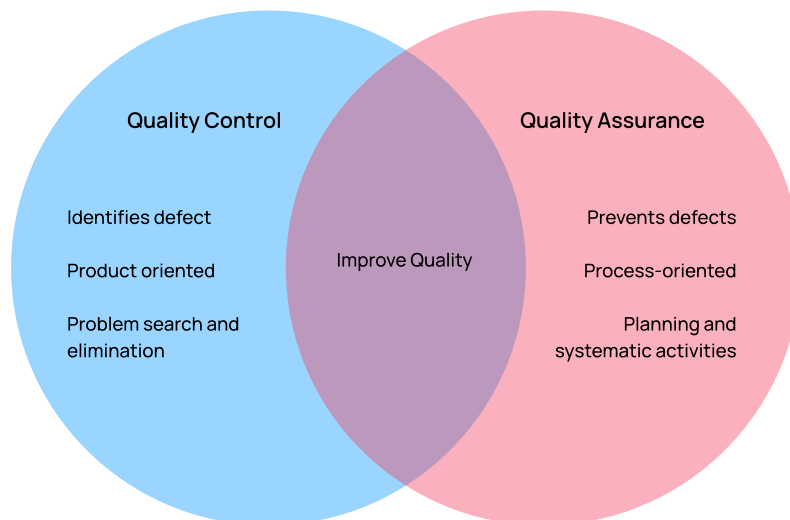 Quality Control
Identifies defect
Product oriented
Problem search and
elimination
Improve Quality
Quality Assurance
Prevents defects
Process-oriented
Planning and
systematic activities